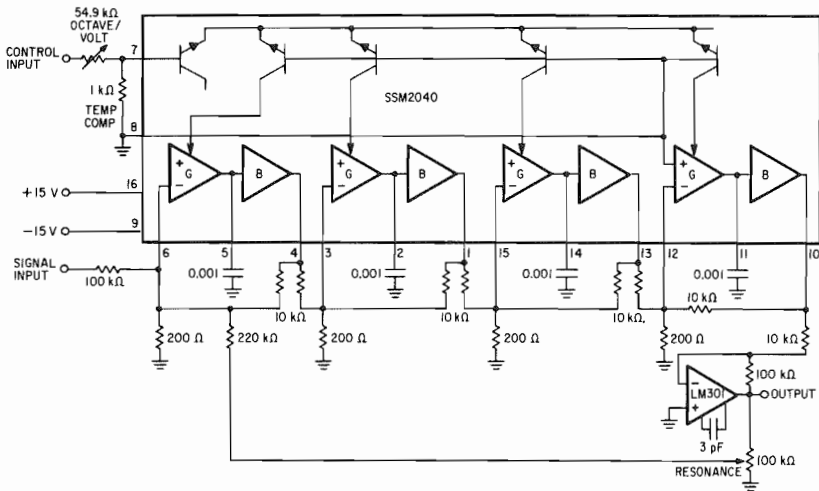 54.9 kΩ
OCTAVE/
VOLT
CONTROL
INPUT
7
1 kΩ
TEMP
COMP
8
SSM2040
+
G
−
B
+
G
−
B
+
G
−
B
+
G
−
B
+15 V
16
−15 V
9
6
5
4
3
2
1
15
14
13
12
11
10
SIGNAL
INPUT
100 kΩ
0.001
0.001
0.001
0.001
10 kΩ
10 kΩ
10 kΩ
10 kΩ
10 kΩ
200 Ω
220 kΩ
200 Ω
200 Ω
200 Ω
100 kΩ
−
LM301
+
OUTPUT
3 pF
RESONANCE
100 kΩ